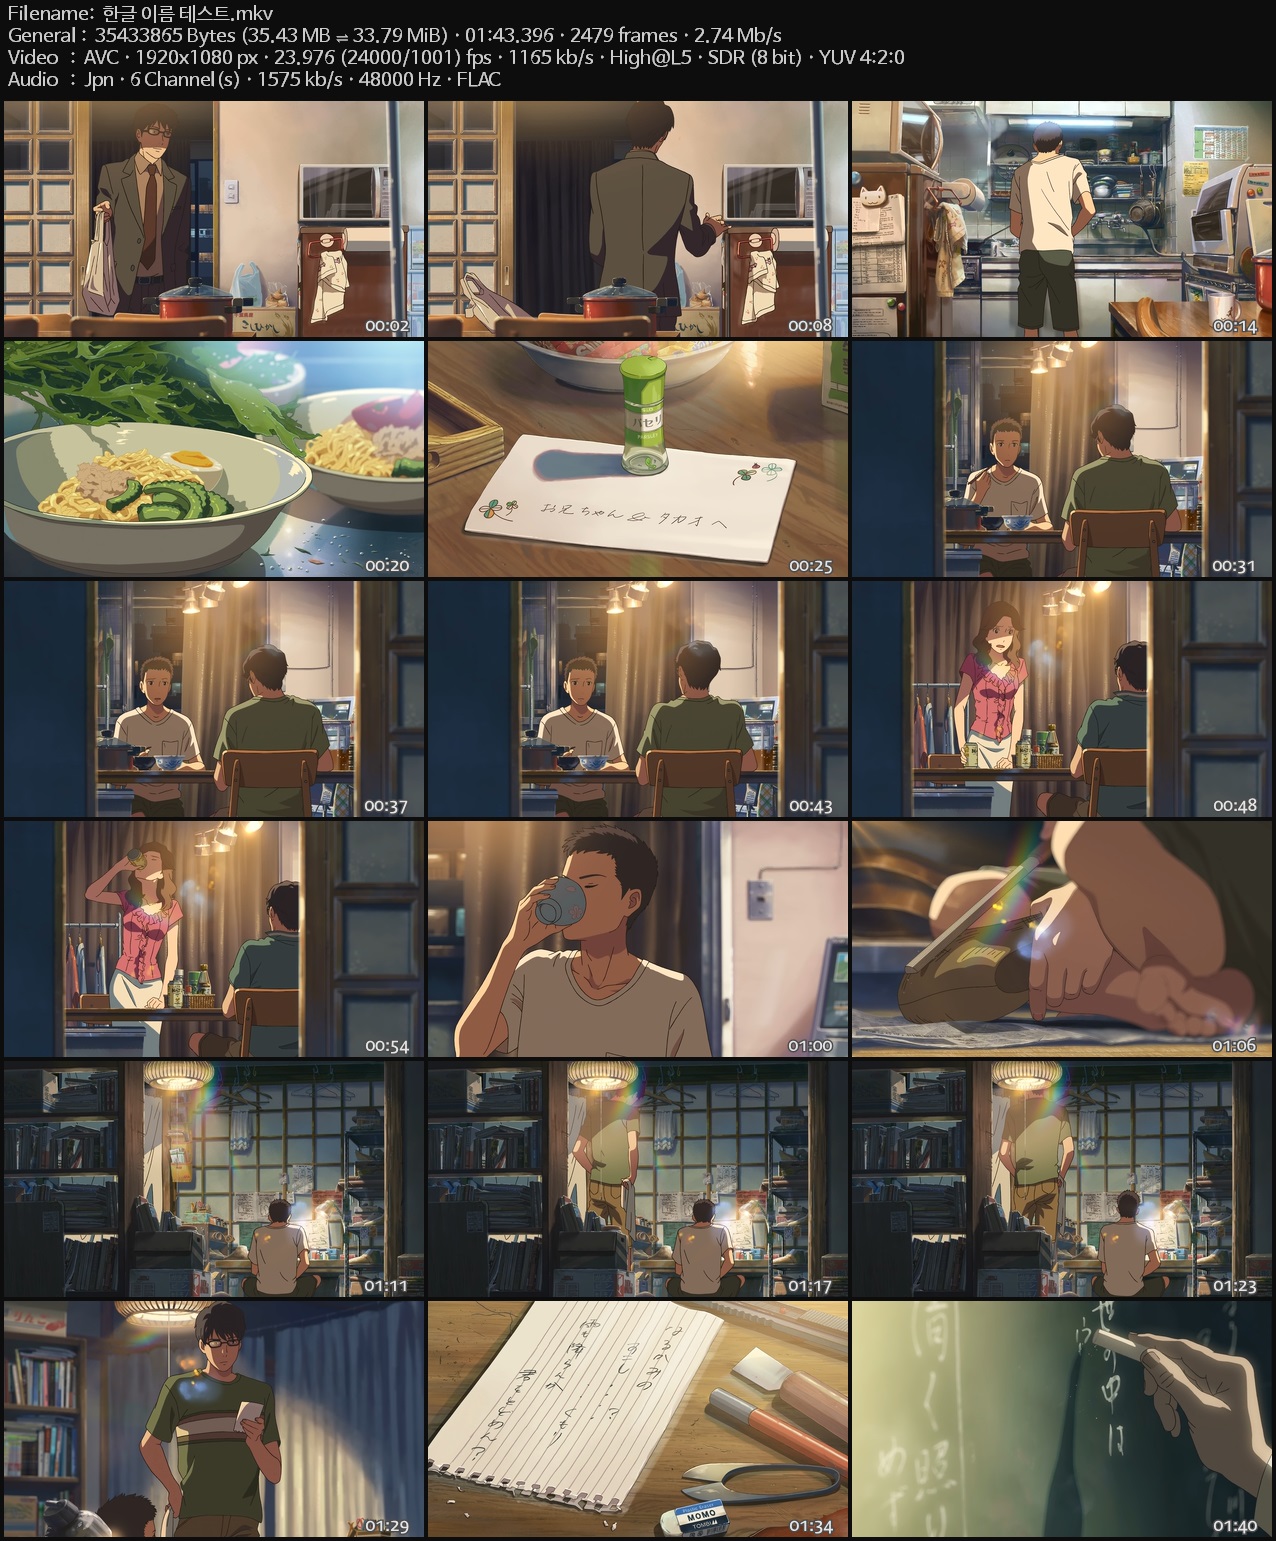 Filename: 한글 이름 테스트.mkv
General : 35433865 Bytes (35.43 MB ⇌ 33.79 MiB) · 01:43.396 · 2479 frames · 2.74 Mb/s
Video : AVC · 1920x1080 px · 23.976 (24000/1001) fps · 1165 kb/s · High@L5 · SDR (8 bit) · YUV 4:2:0
Audio : Jpn · 6 Channel(s) · 1575 kb/s · 48000 Hz · FLAC
00:02
00:08
00:14
00:20
パセリ
お兄ちゃん & タカオへ
00:25
00:31
00:37
00:43
00:48
00:54
01:00
01:06
01:11
01:17
01:23
01:29
なるかみの
MOMO
01:34
01:40